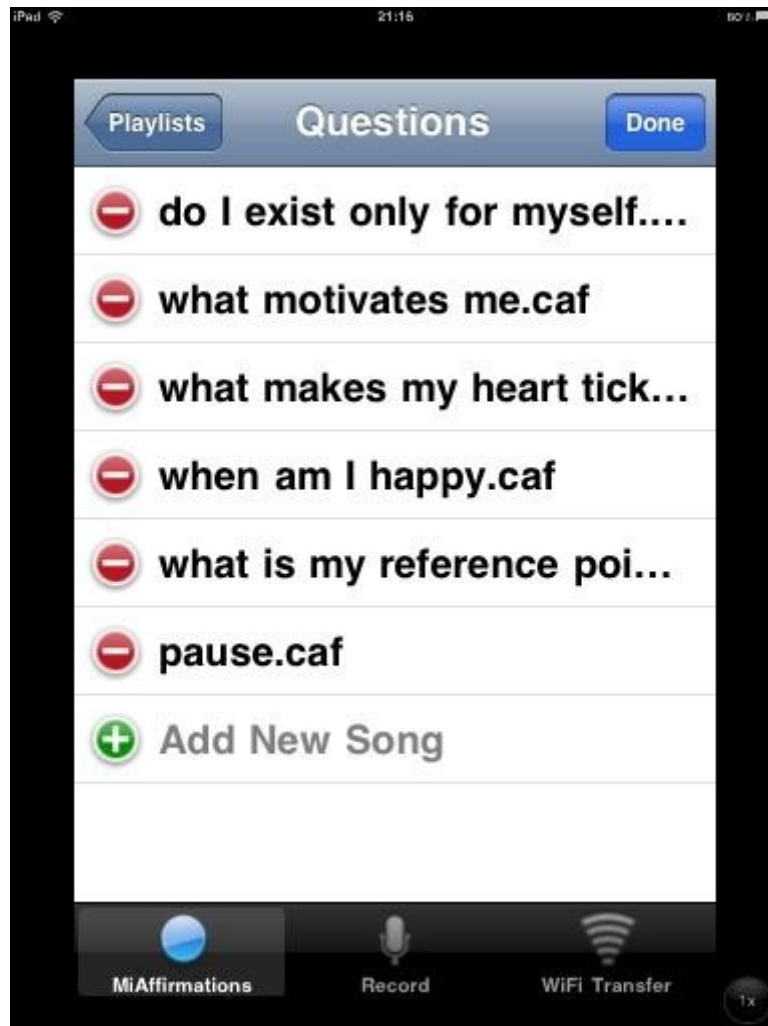 iPad 21:16
Playlists Questions Done
do I exist only for myself....
what motivates me.caf
what makes my heart tick...
when am I happy.caf
what is my reference poi...
pause.caf
Add New Song
MiAffirmations Record WiFi Transfer
1x